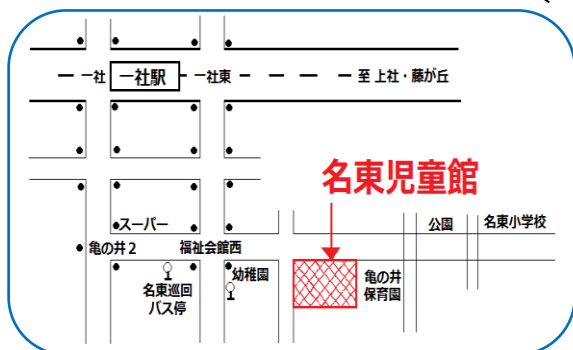 一社
一社駅
一社東
至 上社・藤が丘
名東児童館
公園
名東小学校
スーパー
亀の井2
福祉会館西
幼稚園
名東巡回
バス停
亀の井
保育園